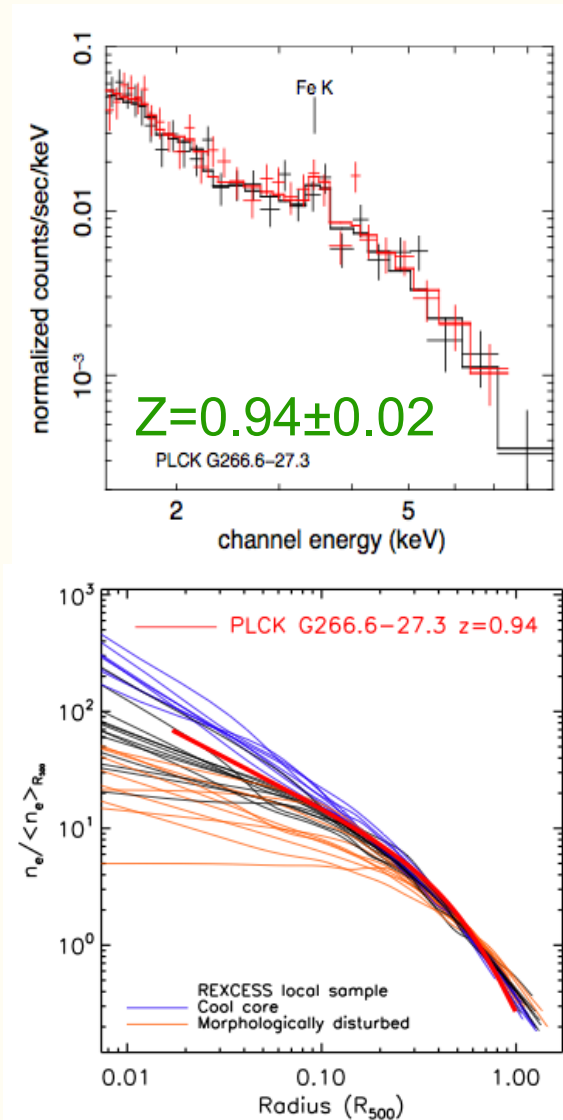 0.1
Fe K
0.01
10⁻³
normalized counts/sec/keV
Z=0.94±0.02
PLCK G266.6−27.3
2
5
channel energy (keV)
10³
PLCK G266.6−27.3 z=0.94
10²
10¹
10⁰
n_e/<n_e>_R₅₀₀
REXCESS local sample
Cool core
Morphologically disturbed
0.01
0.10
1.00
Radius (R₅₀₀)